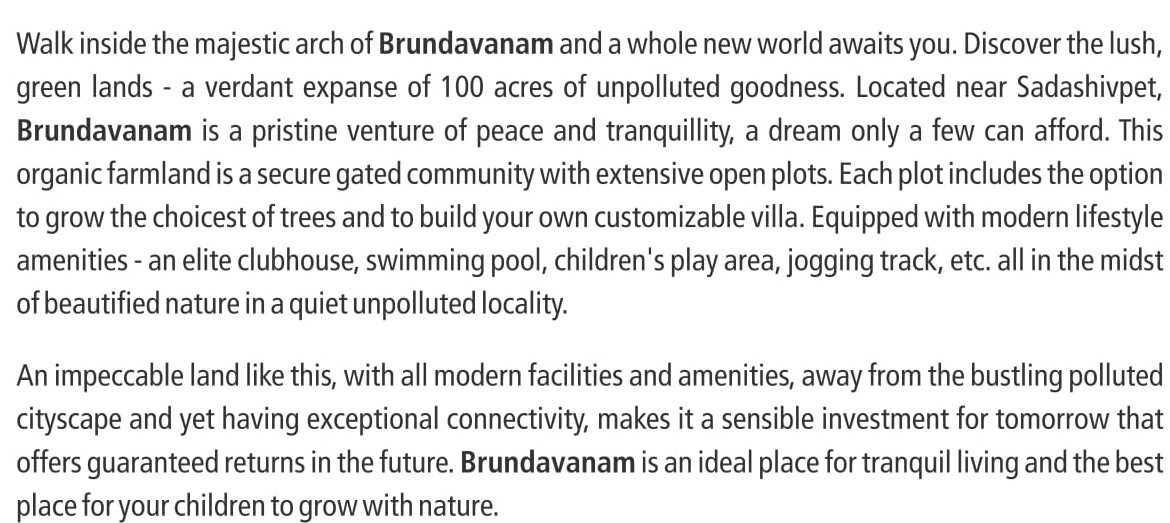 Walk inside the majestic arch of Brundavanam and a whole new world awaits you. Discover the lush,
green lands - a verdant expanse of 100 acres of unpolluted goodness. Located near Sadashivpet,
Brundavanam is a pristine venture of peace and tranquillity, a dream only a few can afford. This
organic farmland is a secure gated community with extensive open plots. Each plot includes the option
to grow the choicest of trees and to build your own customizable villa. Equipped with modern lifestyle
amenities - an elite clubhouse, swimming pool, children's play area, jogging track, etc. all in the midst
of beautified nature in a quiet unpolluted locality.
An impeccable land like this, with all modern facilities and amenities, away from the bustling polluted
cityscape and yet having exceptional connectivity, makes it a sensible investment for tomorrow that
offers guaranteed returns in the future. Brundavanam is an ideal place for tranquil living and the best
place for your children to grow with nature.